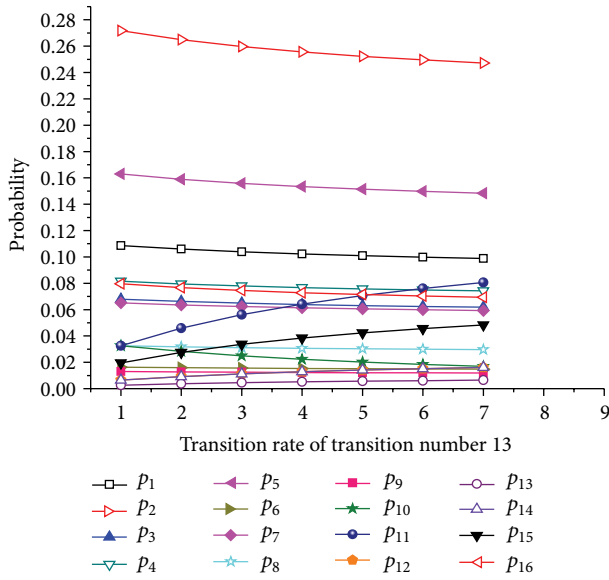 0.28
0.26
0.24
0.22
0.20
0.18
0.16
0.14
0.12
0.10
0.08
0.06
0.04
0.02
0.00
Probability
1 2 3 4 5 6 7 8 9
Transition rate of transition number 13
p1 p5 p9 p13
p2 p6 p10 p14
p3 p7 p11 p15
p4 p8 p12 p16